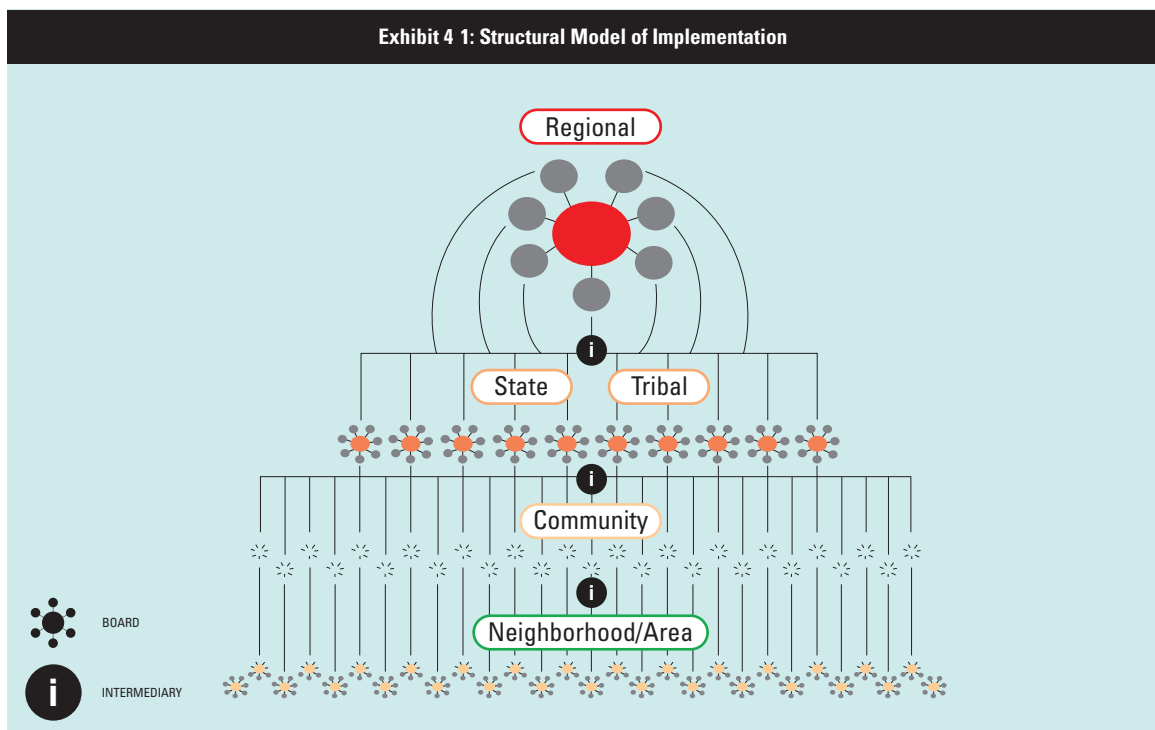 Exhibit 4 1: Structural Model of Implementation
Regional
i
State
Tribal
i
Community
i
Neighborhood/Area
BOARD
i
INTERMEDIARY